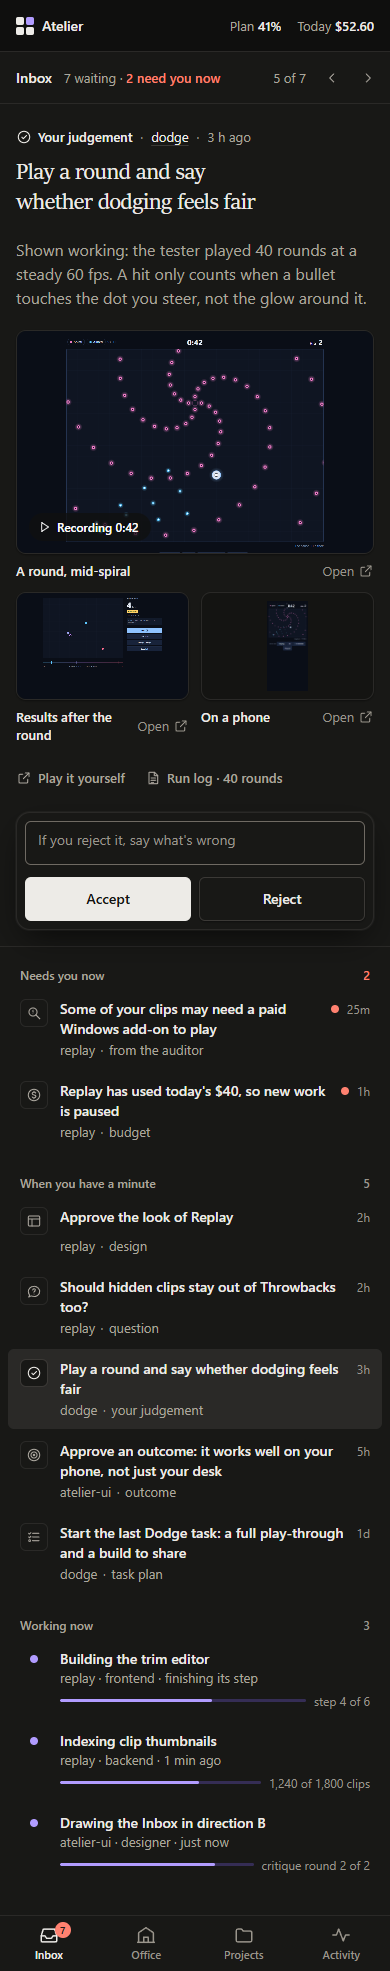 Atelier
Plan 41% Today $52.60
Inbox 7 waiting · 2 need you now 5 of 7
Your judgement · dodge · 3 h ago
Play a round and say
whether dodging feels fair
Shown working: the tester played 40 rounds at a
steady 60 fps. A hit only counts when a bullet
touches the dot you steer, not the glow around it.
0:42
2
Recording 0:42
A round, mid-spiral Open
Results after the
round
Open
On a phone Open
Play it yourself Run log · 40 rounds
If you reject it, say what's wrong
Accept Reject
Needs you now 2
Some of your clips may need a paid
Windows add-on to play
25m
replay · from the auditor
Replay has used today's $40, so new work
is paused
1h
replay · budget
When you have a minute 5
Approve the look of Replay 2h
replay · design
Should hidden clips stay out of Throwbacks
too?
2h
replay · question
Play a round and say whether dodging feels
fair
3h
dodge · your judgement
Approve an outcome: it works well on your
phone, not just your desk
5h
atelier-ui · outcome
Start the last Dodge task: a full play-through
and a build to share
1d
dodge · task plan
Working now 3
Building the trim editor
replay · frontend · finishing its step
step 4 of 6
Indexing clip thumbnails
replay · backend · 1 min ago
1,240 of 1,800 clips
Drawing the Inbox in direction B
atelier-ui · designer · just now
critique round 2 of 2
7
Inbox Office Projects Activity